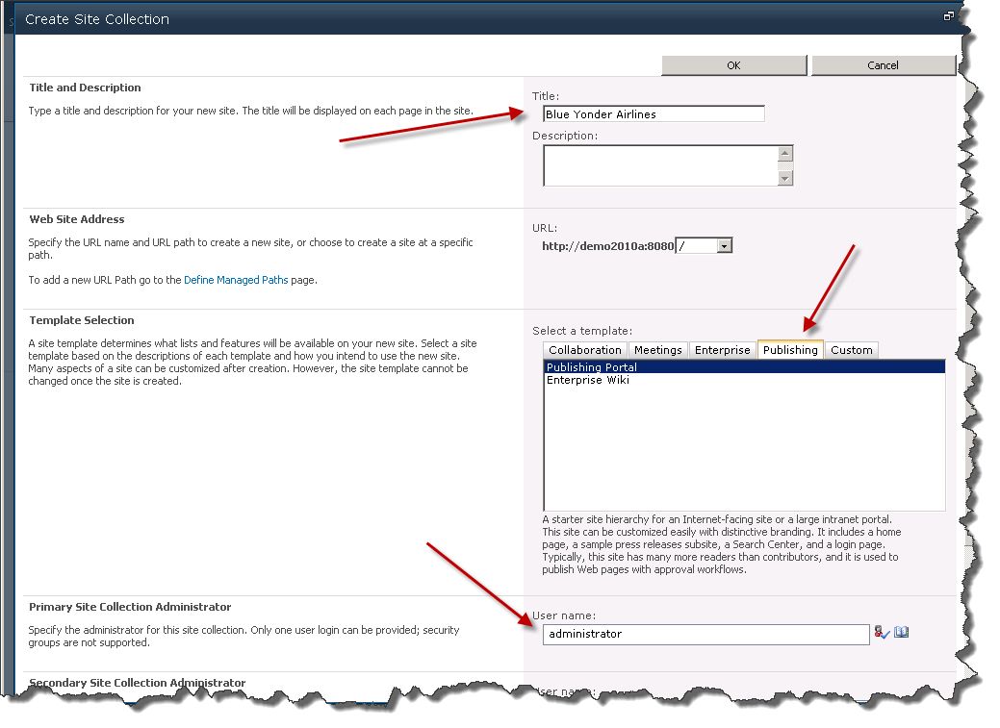 Create Site Collection
OK
Cancel
Title and Description
Type a title and description for your new site. The title will be displayed on each page in the site.
Title:
Blue Yonder Airlines
Description:
Web Site Address
Specify the URL name and URL path to create a new site, or choose to create a site at a specific
path.
To add a new URL Path go to the Define Managed Paths page.
URL:
http://demo2010a:8080 /
Template Selection
A site template determines what lists and features will be available on your new site. Select a site
template based on the descriptions of each template and how you intend to use the new site.
Many aspects of a site can be customized after creation. However, the site template cannot be
changed once the site is created.
Select a template:
Collaboration Meetings Enterprise Publishing Custom
Publishing Portal
Enterprise Wiki
A starter site hierarchy for an Internet-facing site or a large intranet portal.
This site can be customized easily with distinctive branding. It includes a home
page, a sample press releases subsite, a Search Center, and a login page.
Typically, this site has many more readers than contributors, and it is used to
publish Web pages with approval workflows.
Primary Site Collection Administrator
Specify the administrator for this site collection. Only one user login can be provided; security
groups are not supported.
User name:
administrator
Secondary Site Collection Administrator
User name: